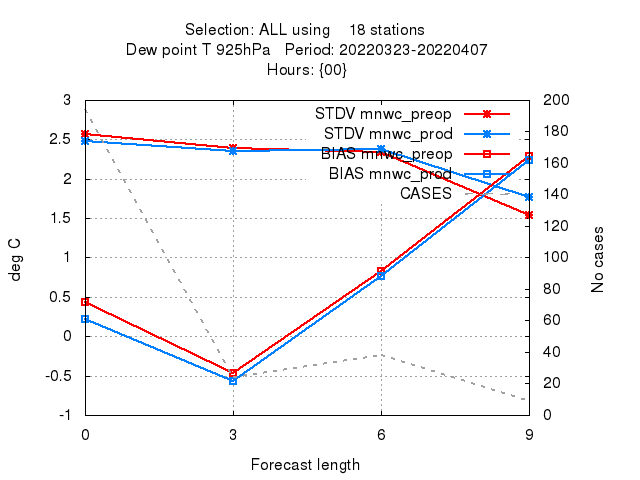 Selection: ALL using 18 stations
Dew point T 925hPa Period: 20220323-20220407
Hours: {00}
STDV mnwc_preop
STDV mnwc_prod
BIAS mnwc_preop
BIAS mnwc_prod
CASES
3
2.5
2
1.5
1
0.5
0
-0.5
-1
200
180
160
140
120
100
80
60
40
20
0
deg C
No cases
0 3 6 9
Forecast length